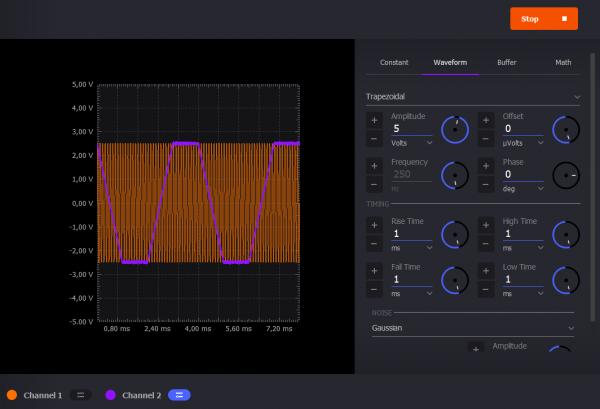 Stop
Constant Waveform Buffer Math
Trapezoidal
Amplitude Offset
5 0
Volts µVolts
Frequency Phase
250 0
Hz deg
TIMING
Rise Time High Time
1 1
ms ms
Fall Time Low Time
1 1
ms ms
NOISE
Gaussian
Amplitude
5,00 V
4,00 V
3,00 V
2,00 V
1,00 V
0,00 V
-1,00 V
-2,00 V
-3,00 V
-4,00 V
-5,00 V
0,80 ms 2,40 ms 4,00 ms 5,60 ms 7,20 ms
Channel 1 Channel 2